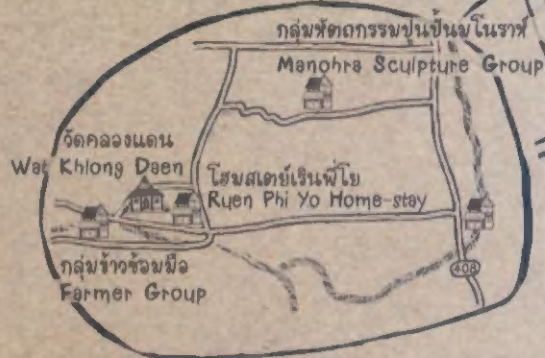 กลุ่มหัตถกรรมปูนปั้นมโนราห์
Manohra Sculpture Group
วัดคลองแดน
Wat Khlong Daen
โฮมสเตย์เรินพี่โย
Ruen Phi Yo Home-stay
กลุ่มข้าวซ้อมมือ
Farmer Group
408